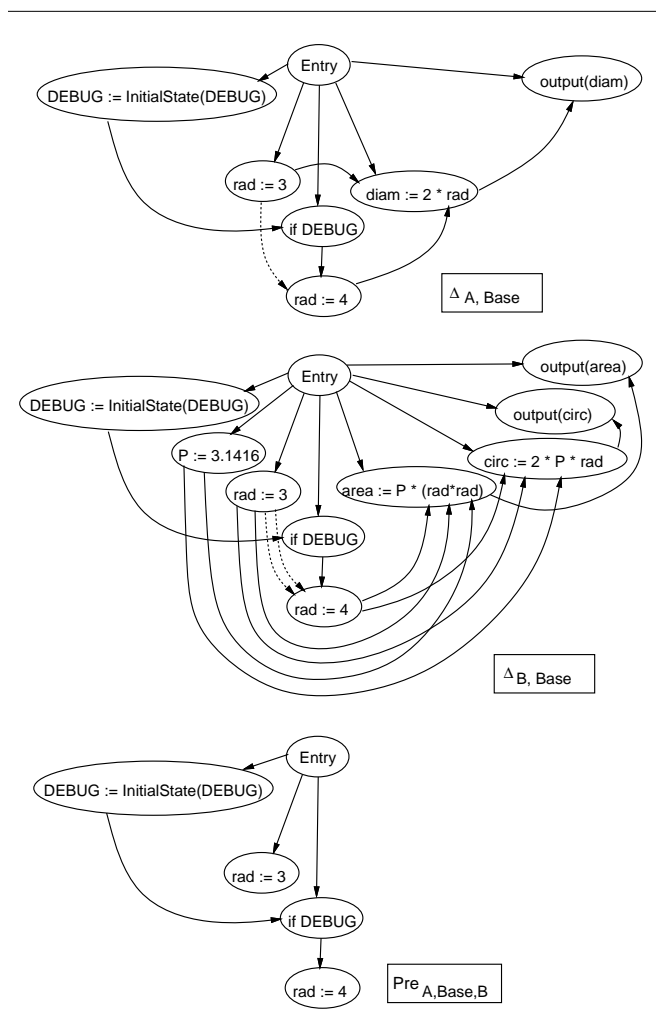 Entry
DEBUG := InitialState(DEBUG)
output(diam)
rad := 3
diam := 2 * rad
if DEBUG
rad := 4
Δ A, Base
Entry
output(area)
DEBUG := InitialState(DEBUG)
output(circ)
P := 3.1416
circ := 2 * P * rad
rad := 3
area := P * (rad*rad)
if DEBUG
rad := 4
Δ B, Base
Entry
DEBUG := InitialState(DEBUG)
rad := 3
if DEBUG
rad := 4
Pre A,Base,B